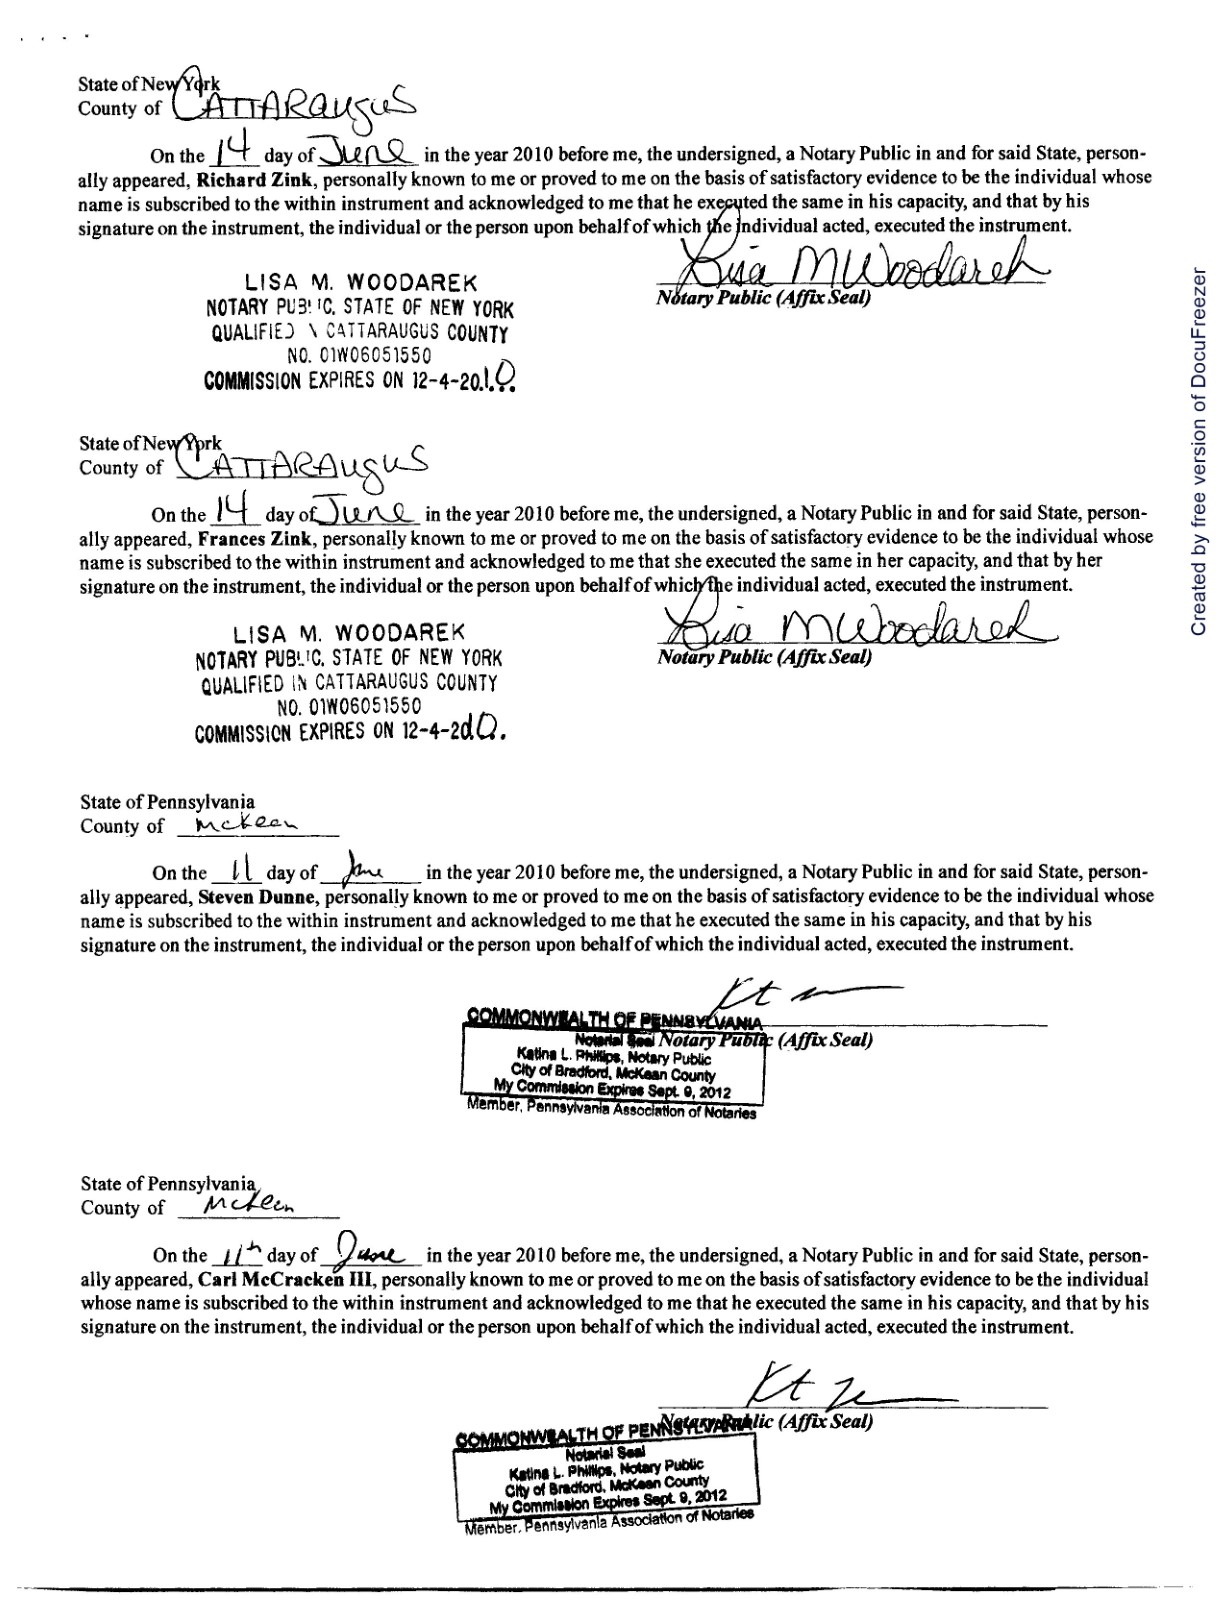 State of New York
County of CATTARAugus
On the 14 day of June in the year 2010 before me, the undersigned, a Notary Public in and for said State, person-
ally appeared, Richard Zink, personally known to me or proved to me on the basis of satisfactory evidence to be the individual whose
name is subscribed to the within instrument and acknowledged to me that he executed the same in his capacity, and that by his
signature on the instrument, the individual or the person upon behalf of which the individual acted, executed the instrument.
Lisa M Woodarek
Notary Public (Affix Seal)
LISA M. WOODAREK
NOTARY PUBLIC, STATE OF NEW YORK
QUALIFIED IN CATTARAUGUS COUNTY
NO. 01W06051550
COMMISSION EXPIRES ON 12-4-2010.
State of New York
County of CATTARAugus
On the 14 day of June in the year 2010 before me, the undersigned, a Notary Public in and for said State, person-
ally appeared, Frances Zink, personally known to me or proved to me on the basis of satisfactory evidence to be the individual whose
name is subscribed to the within instrument and acknowledged to me that she executed the same in her capacity, and that by her
signature on the instrument, the individual or the person upon behalf of which the individual acted, executed the instrument.
Lisa M Woodarek
Notary Public (Affix Seal)
LISA M. WOODAREK
NOTARY PUBLIC, STATE OF NEW YORK
QUALIFIED IN CATTARAUGUS COUNTY
NO. 01W06051550
COMMISSION EXPIRES ON 12-4-2010.
State of Pennsylvania
County of McKean
On the 11 day of June in the year 2010 before me, the undersigned, a Notary Public in and for said State, person-
ally appeared, Steven Dunne, personally known to me or proved to me on the basis of satisfactory evidence to be the individual whose
name is subscribed to the within instrument and acknowledged to me that he executed the same in his capacity, and that by his
signature on the instrument, the individual or the person upon behalf of which the individual acted, executed the instrument.
COMMONWEALTH OF PENNSYLVANIA
Notarial Seal
Notary Public (Affix Seal)
Katina L. Phillips, Notary Public
City of Bradford, McKean County
My Commission Expires Sept. 9, 2012
Member, Pennsylvania Association of Notaries
State of Pennsylvania
County of McKean
On the 11th day of June in the year 2010 before me, the undersigned, a Notary Public in and for said State, person-
ally appeared, Carl McCracken III, personally known to me or proved to me on the basis of satisfactory evidence to be the individual
whose name is subscribed to the within instrument and acknowledged to me that he executed the same in his capacity, and that by his
signature on the instrument, the individual or the person upon behalf of which the individual acted, executed the instrument.
Notary Public (Affix Seal)
COMMONWEALTH OF PENNSYLVANIA
Notarial Seal
Katina L. Phillips, Notary Public
City of Bradford, McKean County
My Commission Expires Sept. 9, 2012
Member, Pennsylvania Association of Notaries
Created by free version of DocuFreezer